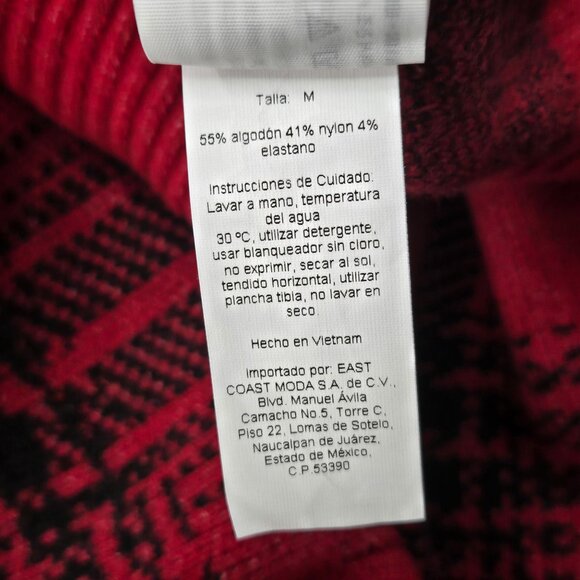 Talla: M
55% algodón 41% nylon 4%
elastano
Instrucciones de Cuidado:
Lavar a mano, temperatura
del agua
30 ºC, utilizar detergente,
usar blanqueador sin cloro,
no exprimir, secar al sol,
tendido horizontal, utilizar
plancha tibia, no lavar en
seco.
Hecho en Vietnam
Importado por: EAST
COAST MODA S.A. de C.V.,
Blvd. Manuel Ávila
Camacho No.5, Torre C,
Piso 22, Lomas de Sotelo,
Naucalpan de Juárez,
Estado de México,
C.P.53390